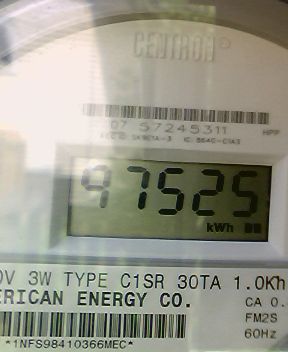 CENTRON®
07 57245311 HPP
97525
kWh
0V 3W TYPE C1SR 30TA 1.0Kh
ERICAN ENERGY CO.
CA 0.
FM2S
60Hz
*1NFS98410366MEC*